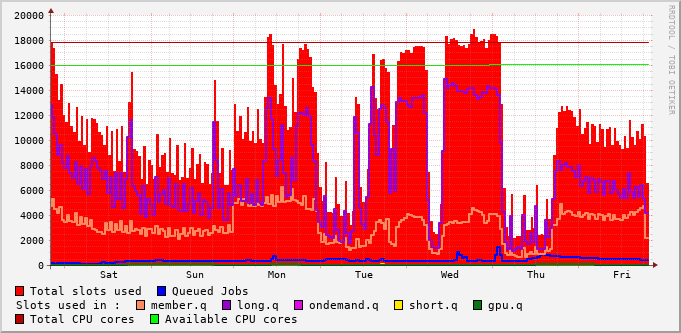 20000
18000
16000
14000
12000
10000
8000
6000
4000
2000
0
Sat Sun Mon Tue Wed Thu Fri
RRDTOOL / TOBI OETIKER
Total slots used Queued Jobs
Slots used in : member.q long.q ondemand.q short.q gpu.q
Total CPU cores Available CPU cores